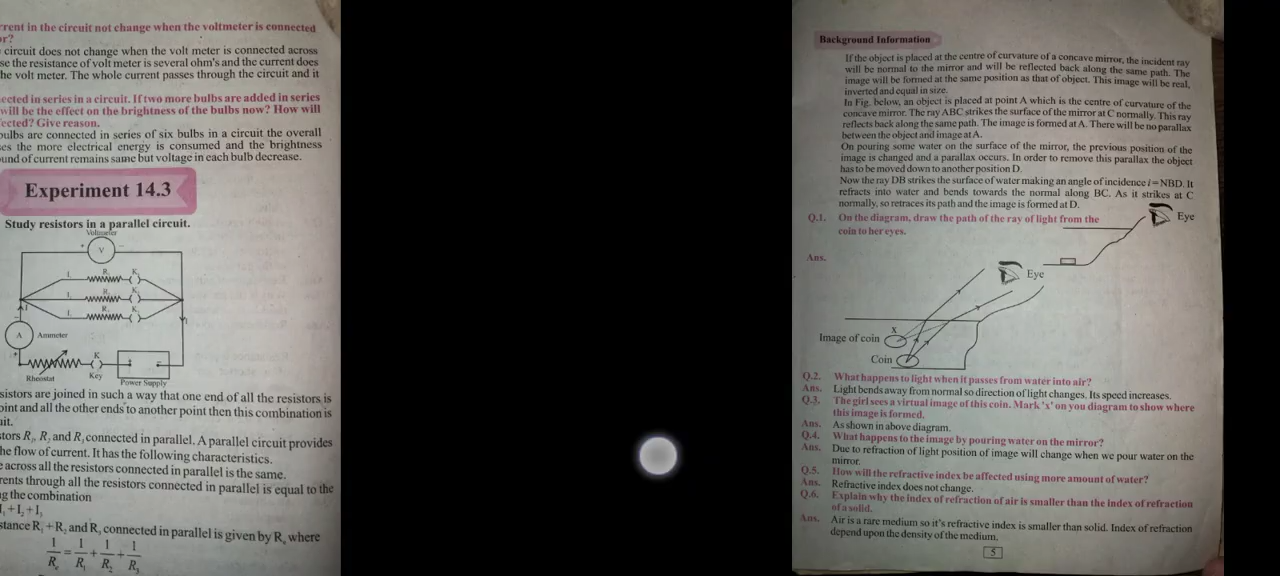 rent in the circuit not change when the voltmeter is connected
or?
circuit does not change when the volt meter is connected across
se the resistance of volt meter is several ohm's and the current does
he volt meter. The whole current passes through the circuit and it
ected in series in a circuit. If two more bulbs are added in series
will be the effect on the brightness of the bulbs now? How will
ected? Give reason.
bulbs are connected in series of six bulbs in a circuit the overall
es the more electrical energy is consumed and the brightness
und of current remains same but voltage in each bulb decrease.
Experiment 14.3
Study resistors in a parallel circuit.
Voltmeter
+ V −
I R K
I R K
I R K
A Ammeter
K
Rheostat Key Power Supply
sistors are joined in such a way that one end of all the resistors is
oint and all the other ends to another point then this combination is
uit.
stors R₁, R₂ and R₃ connected in parallel. A parallel circuit provides
he flow of current. It has the following characteristics.
e across all the resistors connected in parallel is the same.
rents through all the resistors connected in parallel is equal to the
g the combination
I₁+I₂+I₃
stance R₁+R₂ and R₃ connected in parallel is given by Rₑ where
1/Rₑ = 1/R₁ + 1/R₂ + 1/R₃
Background Information
If the object is placed at the centre of curvature of a concave mirror, the incident ray
will be normal to the mirror and will be reflected back along the same path. The
image will be formed at the same position as that of object. This image will be real,
inverted and equal in size.
In Fig. below, an object is placed at point A which is the centre of curvature of the
concave mirror. The ray ABC strikes the surface of the mirror at C normally. This ray
reflects back along the same path. The image is formed at A. There will be no parallax
between the object and image at A.
On pouring some water on the surface of the mirror, the previous position of the
image is changed and a parallax occurs. In order to remove this parallax the object
has to be moved down to another position D.
Now the ray DB strikes the surface of water making an angle of incidence i=NBD. It
refracts into water and bends towards the normal along BC. As it strikes at C
normally, so retraces its path and the image is formed at D.
Q.1. On the diagram, draw the path of the ray of light from the
coin to her eyes.
Eye
Ans.
Eye
X
Image of coin
Coin
Q.2. What happens to light when it passes from water into air?
Ans. Light bends away from normal so direction of light changes. Its speed increases.
Q.3. The girl sees a virtual image of this coin. Mark 'x' on you diagram to show where
this image is formed.
Ans. As shown in above diagram.
Q.4. What happens to the image by pouring water on the mirror?
Ans. Due to refraction of light position of image will change when we pour water on the
mirror.
Q.5. How will the refractive index be affected using more amount of water?
Ans. Refractive index does not change.
Q.6. Explain why the index of refraction of air is smaller than the index of refraction
of a solid.
Ans. Air is a rare medium so it's refractive index is smaller than solid. Index of refraction
depend upon the density of the medium.
5